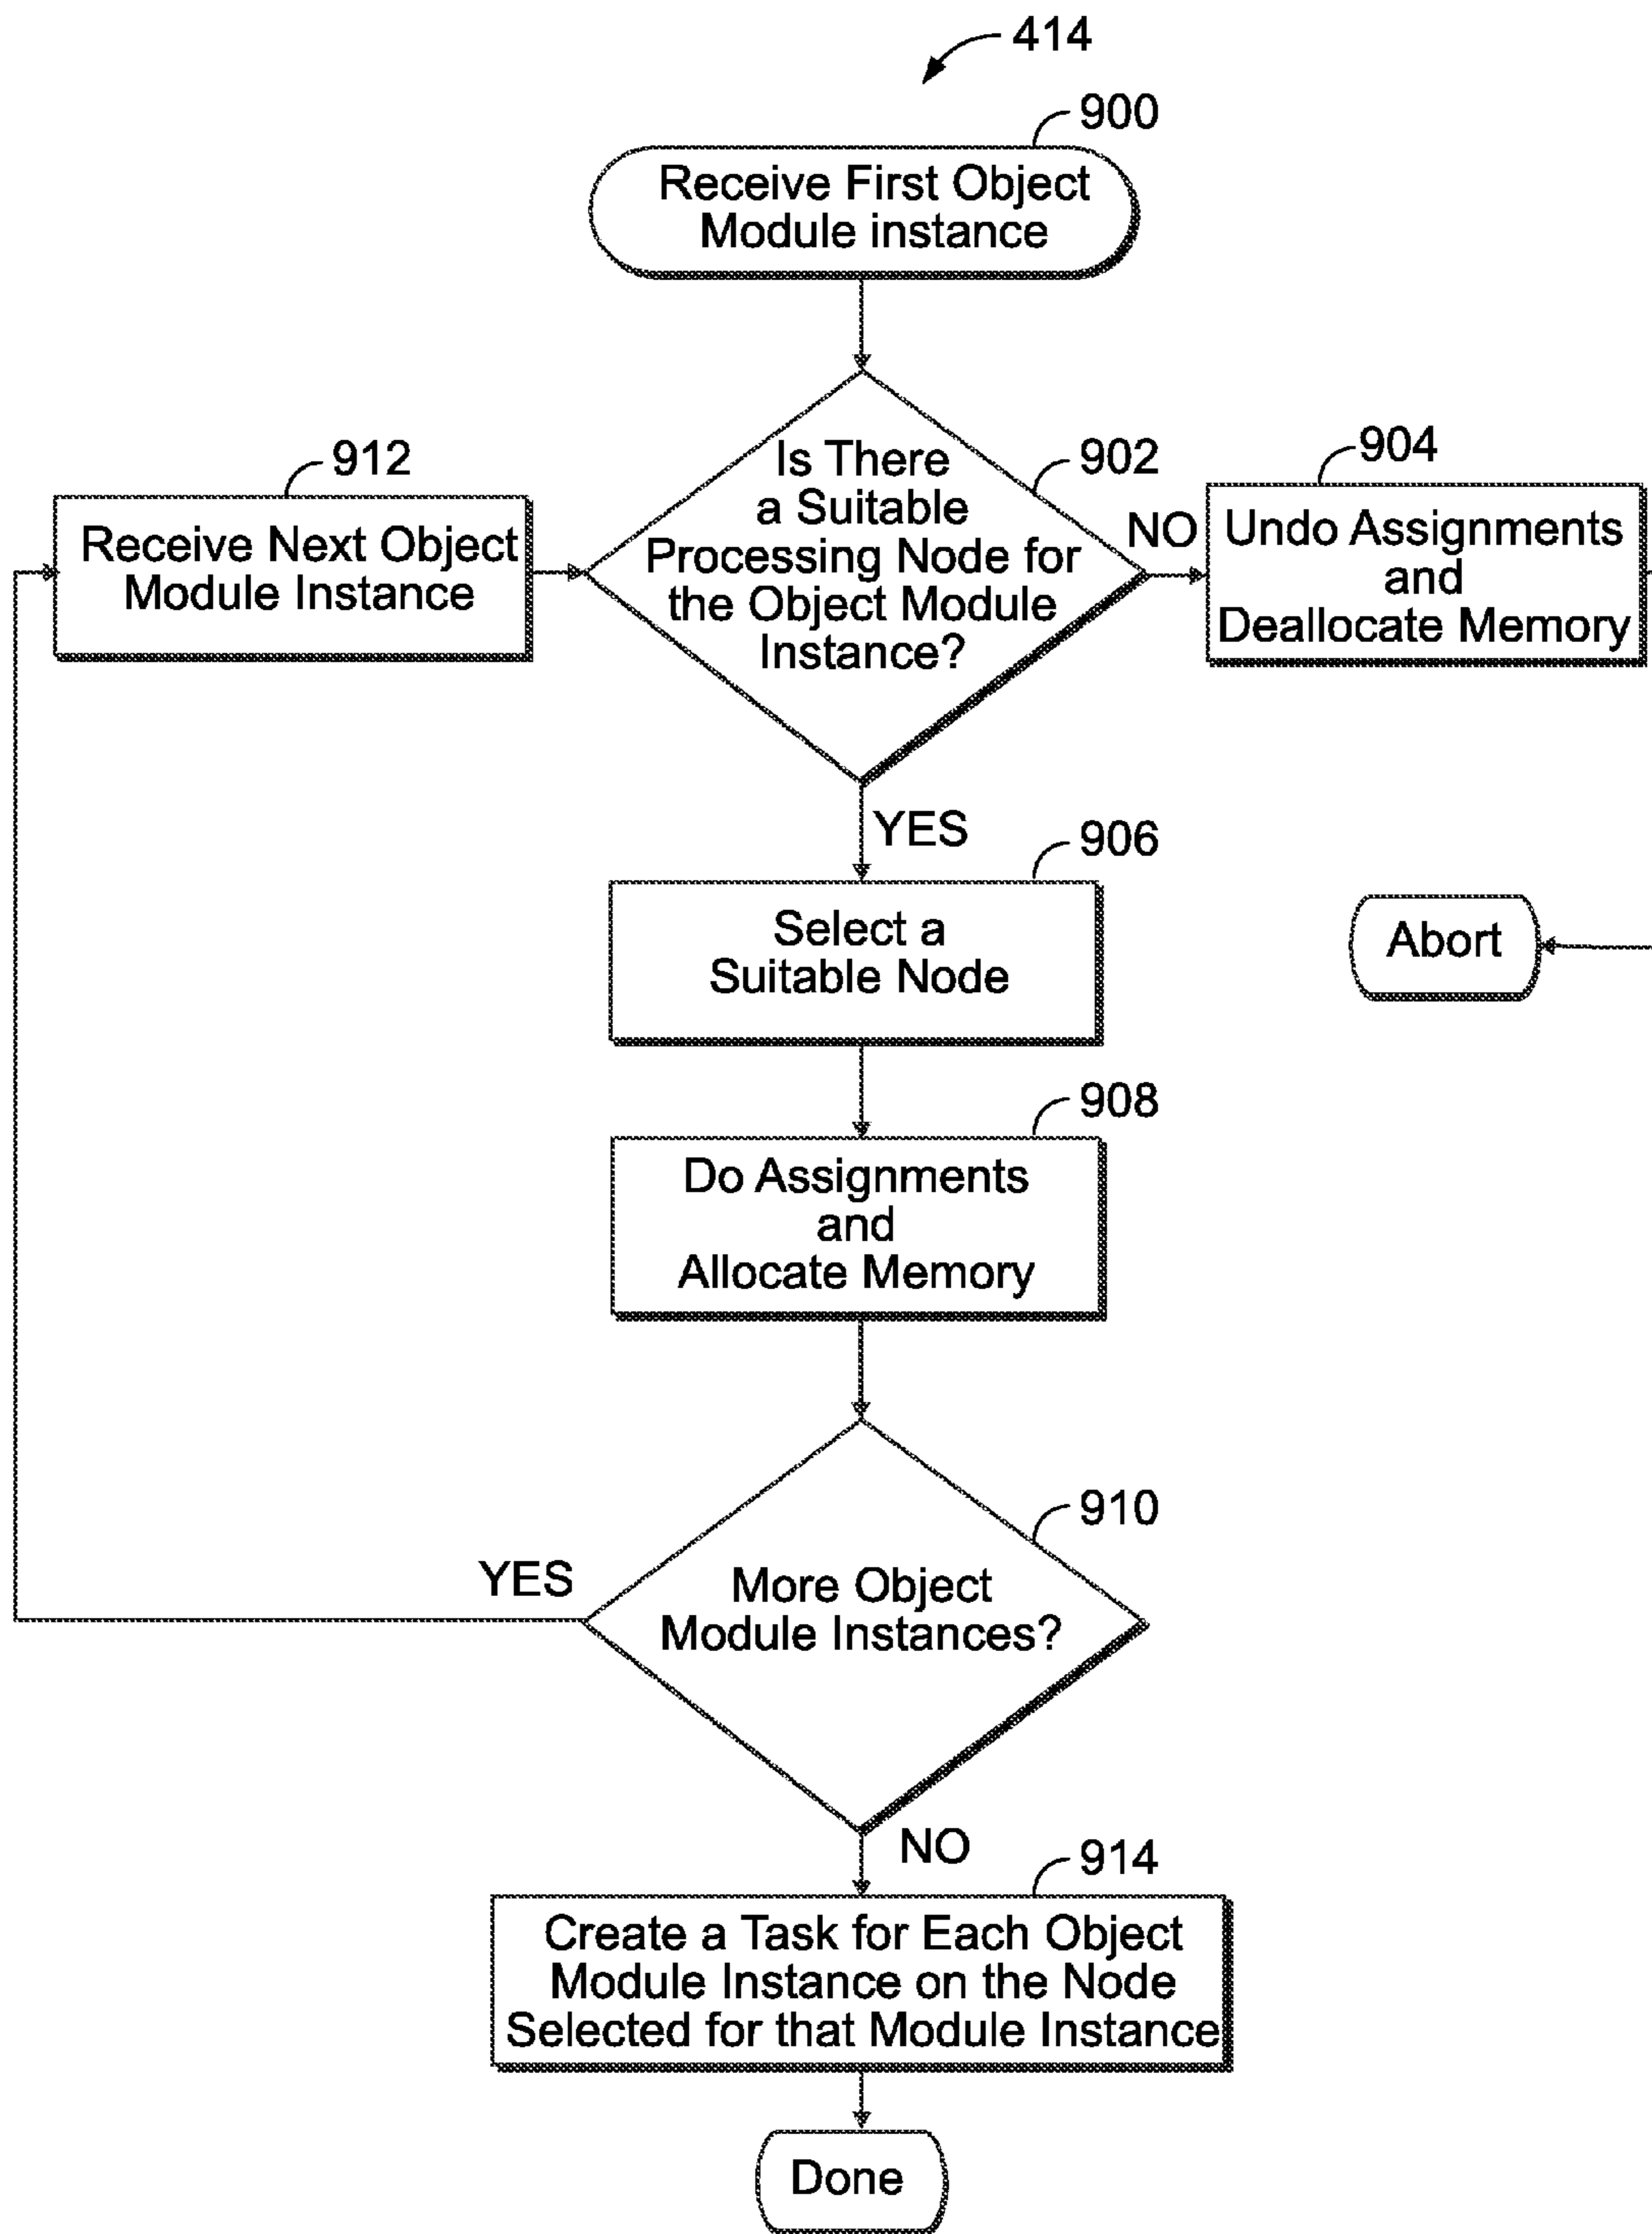 414
900
Receive First Object
Module instance
912
Receive Next Object
Module Instance
902
Is There
a Suitable
Processing Node for
the Object Module
Instance?
NO
904
Undo Assignments
and
Deallocate Memory
YES
906
Select a
Suitable Node
Abort
908
Do Assignments
and
Allocate Memory
910
More Object
Module Instances?
YES
NO
914
Create a Task for Each Object
Module Instance on the Node
Selected for that Module Instance
Done